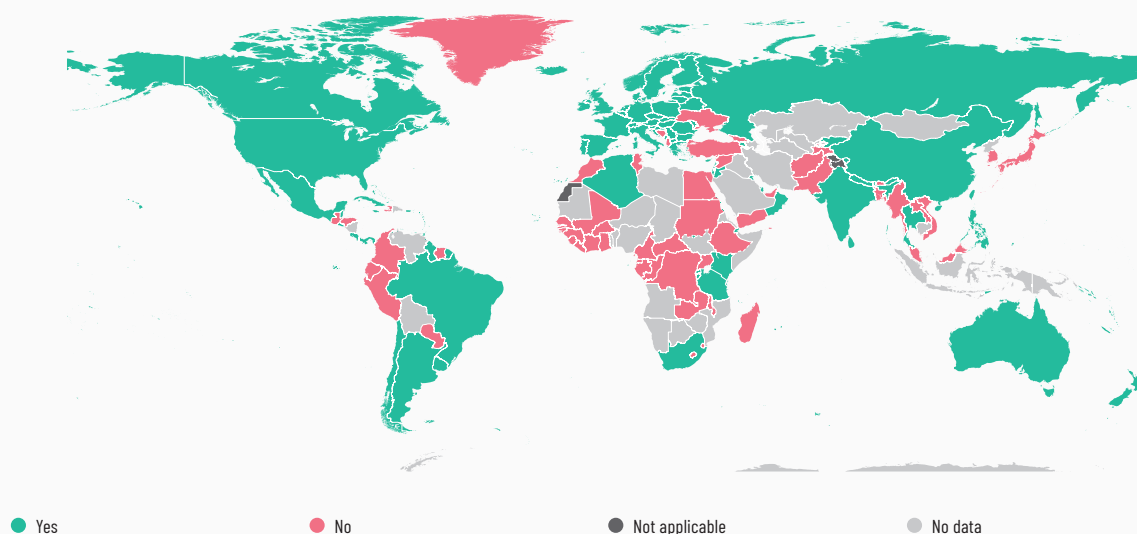 Yes
No
Not applicable
No data